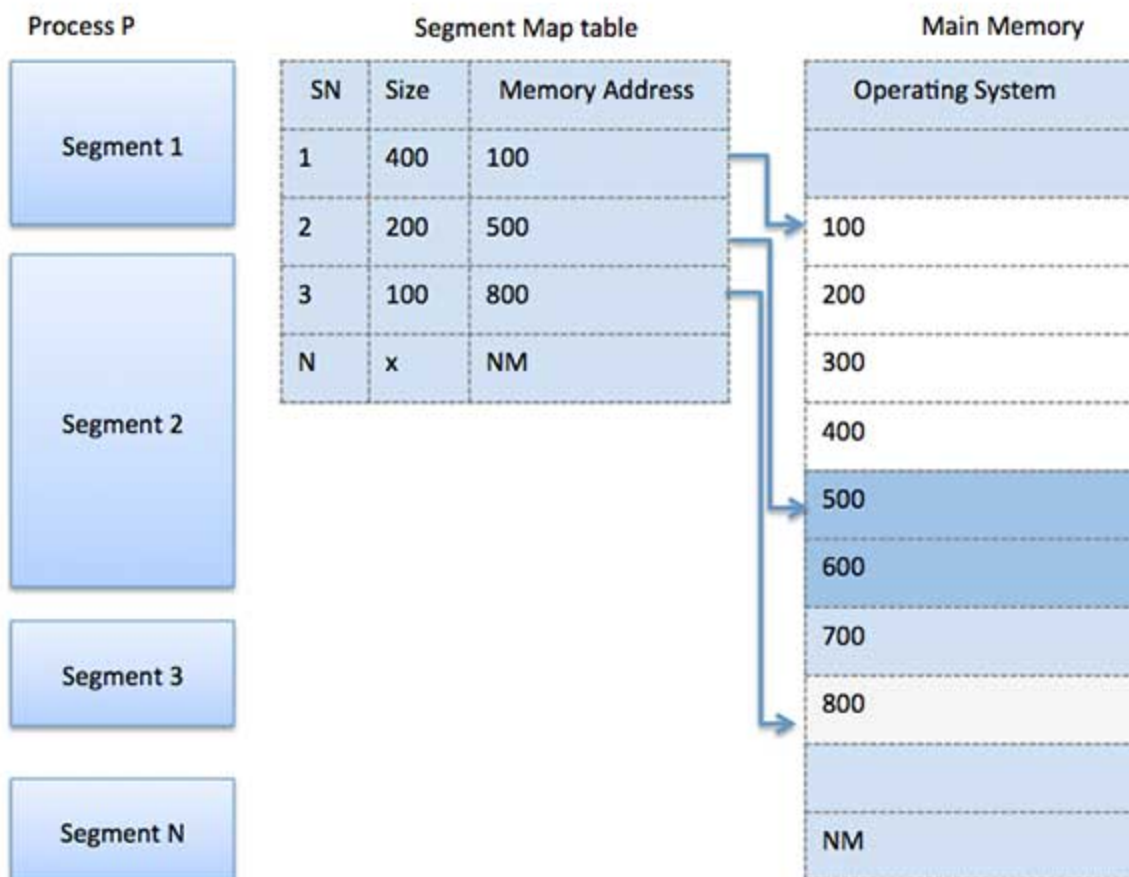 Process P
Segment 1
Segment 2
Segment 3
Segment N
Segment Map table
SN Size Memory Address
1 400 100
2 200 500
3 100 800
N x NM
Main Memory
Operating System
100
200
300
400
500
600
700
800
NM